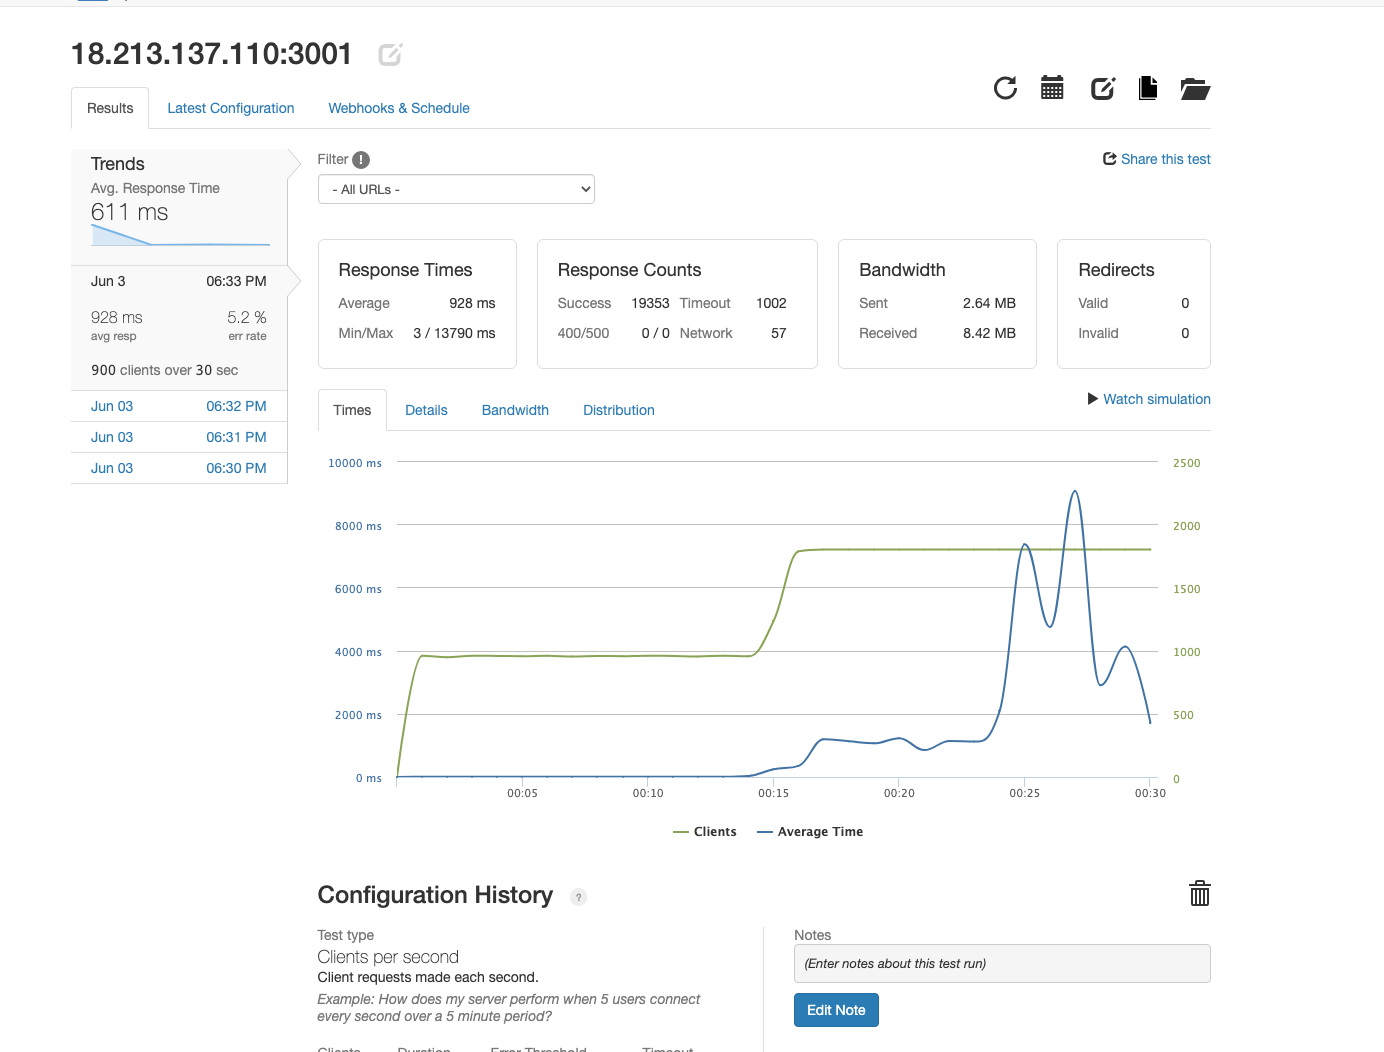 18.213.137.110:3001
Results Latest Configuration Webhooks & Schedule
Trends
Avg. Response Time
611 ms
Jun 3 06:33 PM
928 ms 5.2 %
avg resp err rate
900 clients over 30 sec
Jun 03 06:32 PM
Jun 03 06:31 PM
Jun 03 06:30 PM
Filter !
Share this test
- All URLs -
Response Times
Average 928 ms
Min/Max 3 / 13790 ms
Response Counts
Success 19353 Timeout 1002
400/500 0 / 0 Network 57
Bandwidth
Sent 2.64 MB
Received 8.42 MB
Redirects
Valid 0
Invalid 0
Times Details Bandwidth Distribution
Watch simulation
10000 ms 2500
8000 ms 2000
6000 ms 1500
4000 ms 1000
2000 ms 500
0 ms 0
00:05 00:10 00:15 00:20 00:25 00:30
Clients Average Time
Configuration History ?
Test type
Clients per second
Client requests made each second.
Example: How does my server perform when 5 users connect
every second over a 5 minute period?
Clients Duration Error Threshold Timeout
Notes
(Enter notes about this test run)
Edit Note